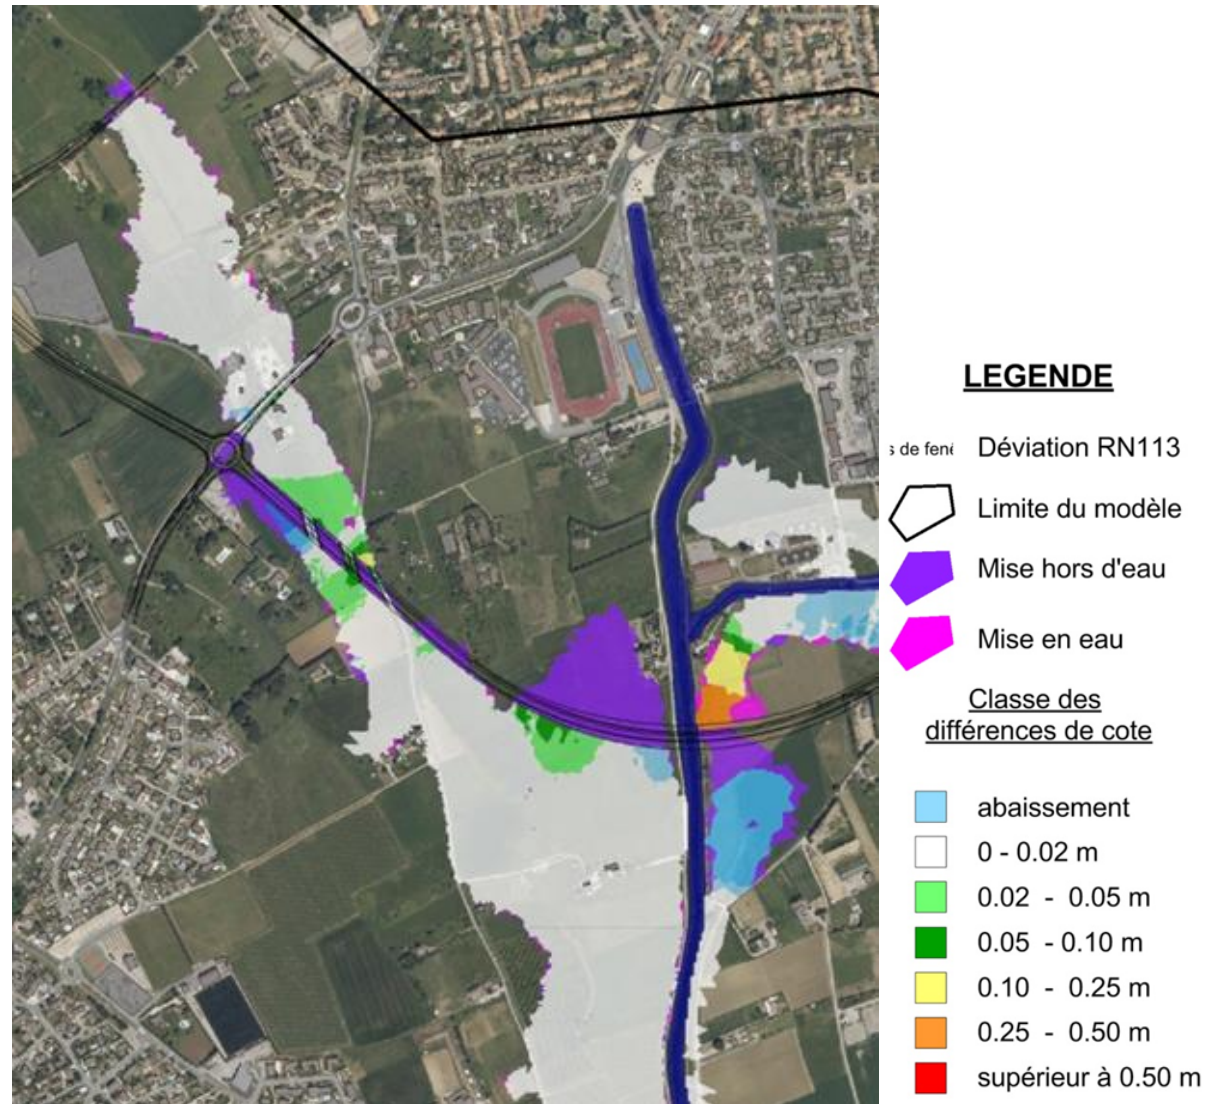 LEGENDE
s de fené Déviation RN113
Limite du modèle
Mise hors d'eau
Mise en eau
Classe des
différences de cote
abaissement
0 - 0.02 m
0.02 - 0.05 m
0.05 - 0.10 m
0.10 - 0.25 m
0.25 - 0.50 m
supérieur à 0.50 m